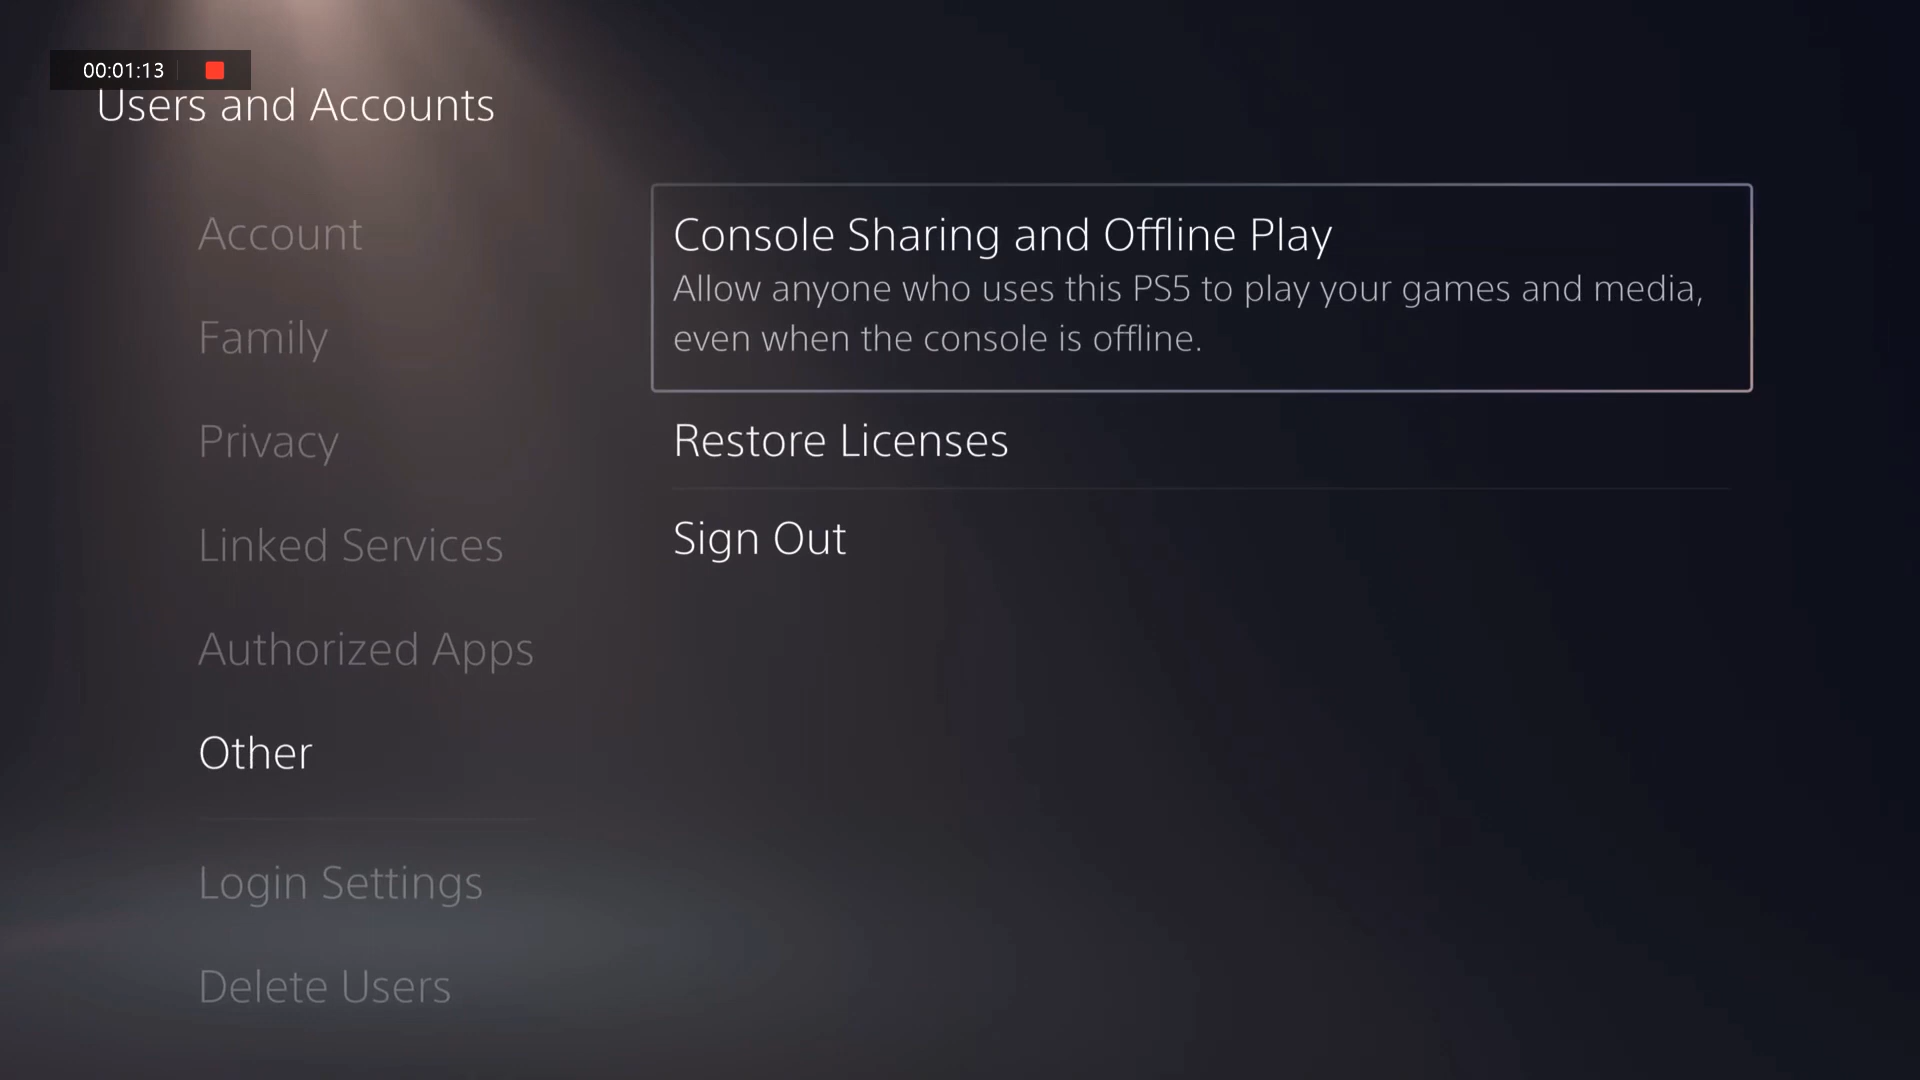 00:01:13
Users and Accounts
Account
Family
Privacy
Linked Services
Authorized Apps
Other
Login Settings
Delete Users
Console Sharing and Offline Play
Allow anyone who uses this PS5 to play your games and media,
even when the console is offline.
Restore Licenses
Sign Out